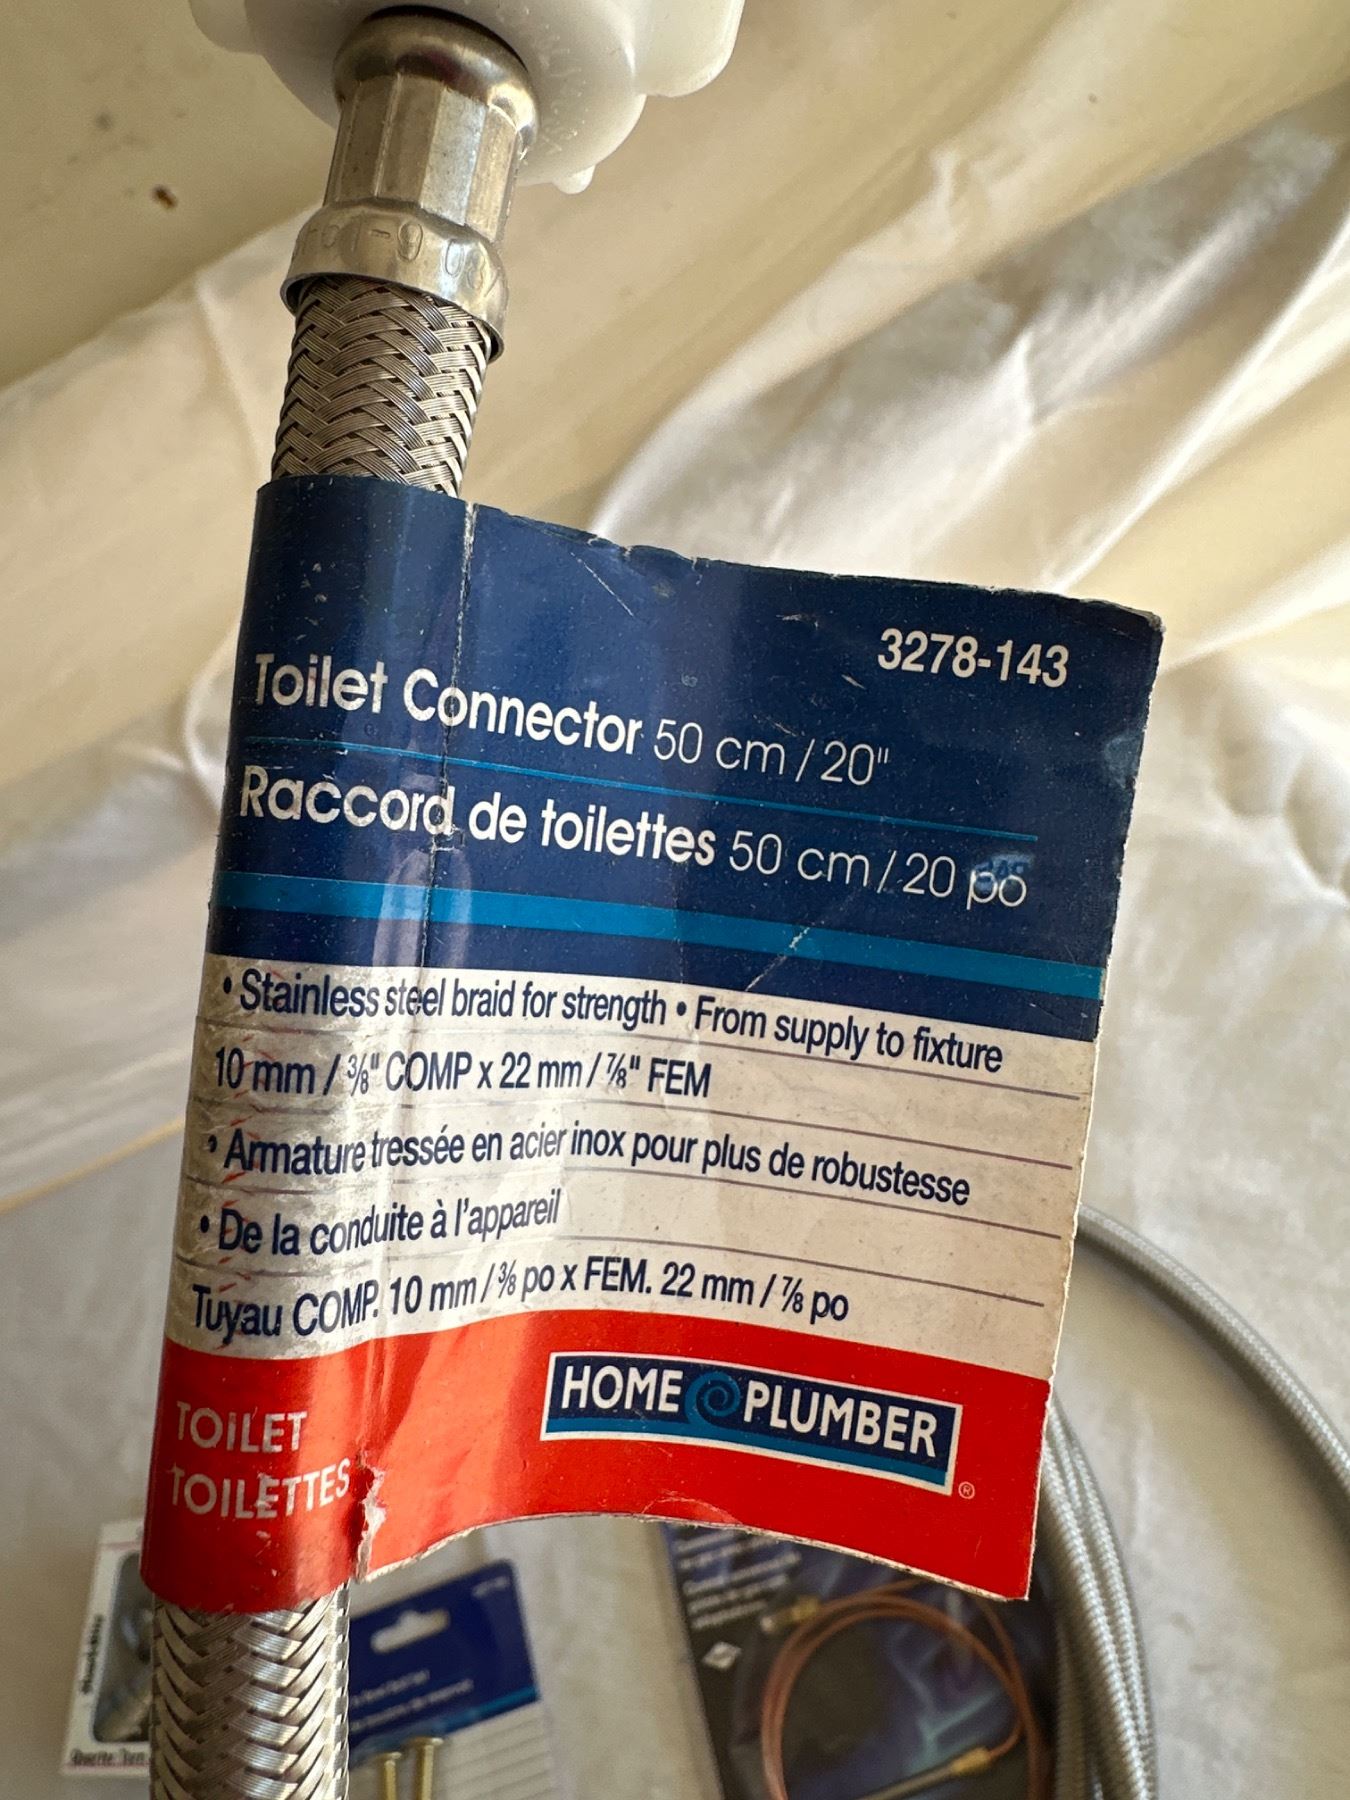 3278-143
Toilet Connector 50 cm / 20"
Raccord de toilettes 50 cm / 20 po
• Stainless steel braid for strength • From supply to fixture
10 mm / ⅜" COMP x 22 mm / ⅞" FEM
• Armature tressée en acier inox pour plus de robustesse
• De la conduite à l'appareil
Tuyau COMP. 10 mm / ⅜ po x FEM. 22 mm / ⅞ po
HOME PLUMBER ®
TOILET
TOILETTES